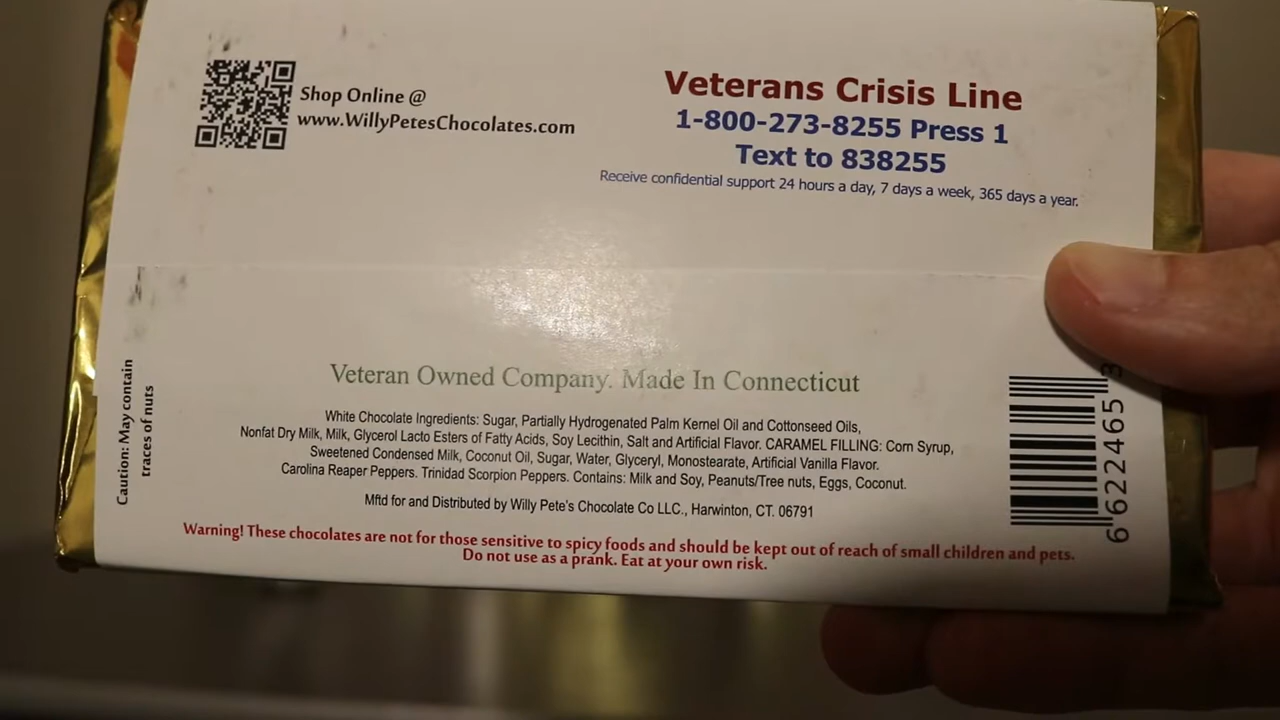 Shop Online @
www.WillyPetesChocolates.com
Veterans Crisis Line
1-800-273-8255 Press 1
Text to 838255
Receive confidential support 24 hours a day, 7 days a week, 365 days a year.
Caution: May contain
traces of nuts
Veteran Owned Company. Made In Connecticut
White Chocolate Ingredients: Sugar, Partially Hydrogenated Palm Kernel Oil and Cottonseed Oils,
Nonfat Dry Milk, Milk, Glycerol Lacto Esters of Fatty Acids, Soy Lecithin, Salt and Artificial Flavor. CARAMEL FILLING: Corn Syrup,
Sweetened Condensed Milk, Coconut Oil, Sugar, Water, Glyceryl, Monostearate, Artificial Vanilla Flavor.
Carolina Reaper Peppers. Trinidad Scorpion Peppers. Contains: Milk and Soy, Peanuts/Tree nuts, Eggs, Coconut.
Mftd for and Distributed by Willy Pete's Chocolate Co LLC., Harwinton, CT. 06791
Warning! These chocolates are not for those sensitive to spicy foods and should be kept out of reach of small children and pets.
Do not use as a prank. Eat at your own risk.
6 622465 3